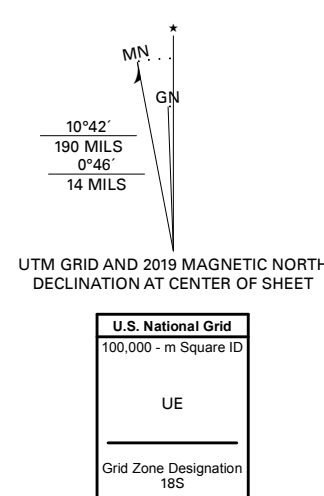 ★
MN
GN
10°42´
190 MILS
0°46´
14 MILS
UTM GRID AND 2019 MAGNETIC NORTH
DECLINATION AT CENTER OF SHEET
U.S. National Grid
100,000 - m Square ID
UE
Grid Zone Designation
18S